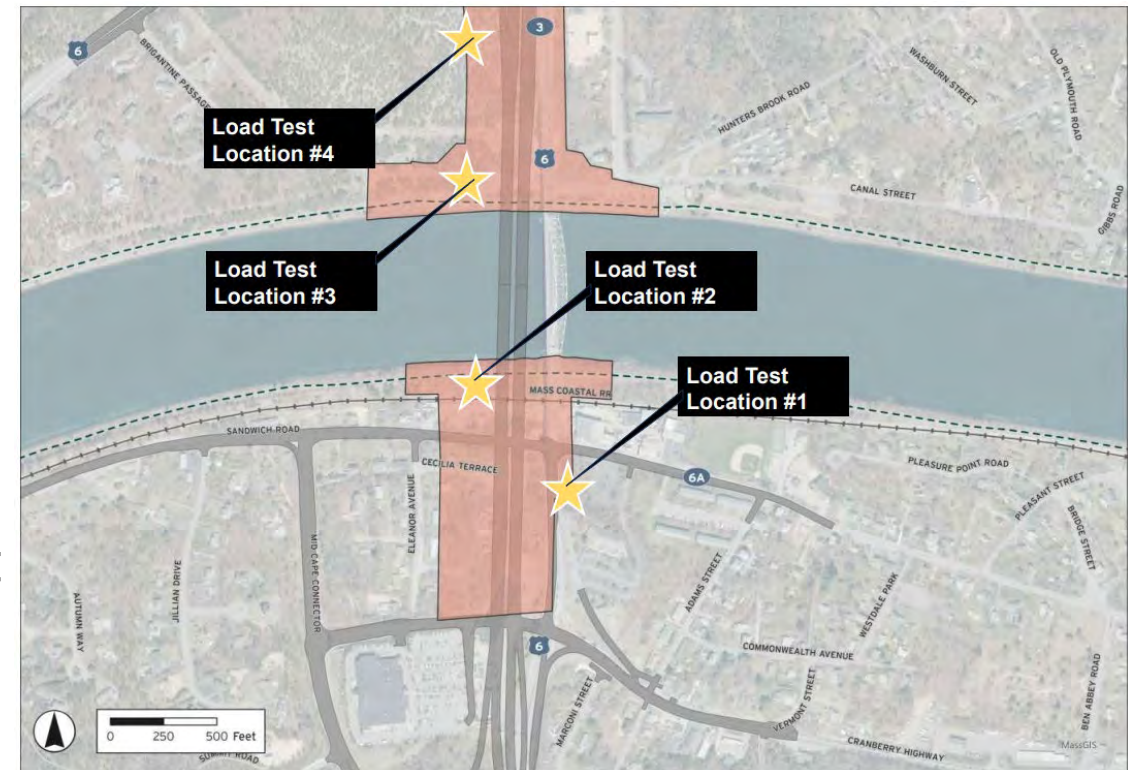 3
6
BRIGANTINE PASSAGE
WASHBURN STREET
OLD PLYMOUTH ROAD
HUNTERS BROOK ROAD
Load Test
Location #4
6
CANAL STREET
GIBBS ROAD
Load Test
Location #3
Load Test
Location #2
Load Test
Location #1
MASS COASTAL RR
SANDWICH ROAD
CECILIA TERRACE
ELEANOR AVENUE
6A
PLEASURE POINT ROAD
PLEASANT STREET
BRIDGE STREET
MID CAPE CONNECTOR
JILLIAN DRIVE
AUTUMN WAY
ADAMS STREET
WESTDALE PARK
COMMONWEALTH AVENUE
6
MARCONI STREET
VERMONT STREET
BEN ABBEY ROAD
CRANBERRY HIGHWAY
0 250 500 Feet
ROAD
MassGIS